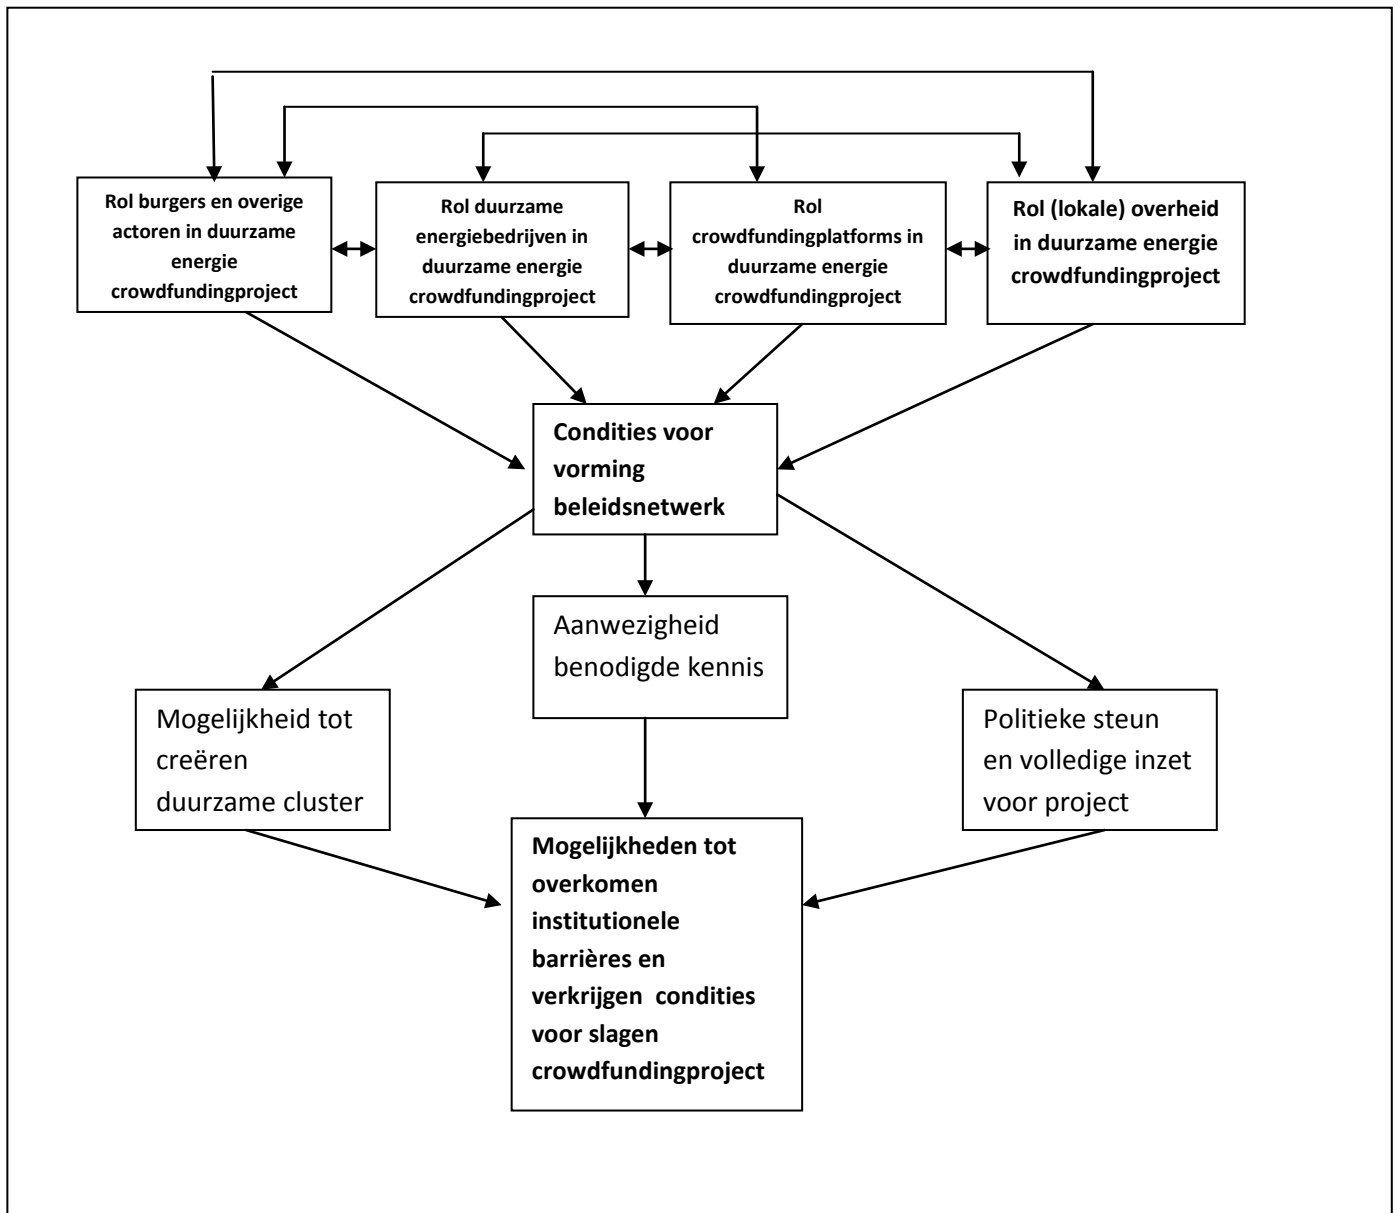 Rol burgers en overige
actoren in duurzame
energie
crowdfundingproject
Rol duurzame
energiebedrijven in
duurzame energie
crowdfundingproject
Rol
crowdfundingplatforms in
duurzame energie
crowdfundingproject
Rol (lokale) overheid
in duurzame energie
crowdfundingproject
Condities voor
vorming
beleidsnetwerk
Aanwezigheid
benodigde kennis
Mogelijkheid tot
creëren
duurzame cluster
Politieke steun
en volledige inzet
voor project
Mogelijkheden tot
overkomen
institutionele
barrières en
verkrijgen  condities
voor slagen
crowdfundingproject